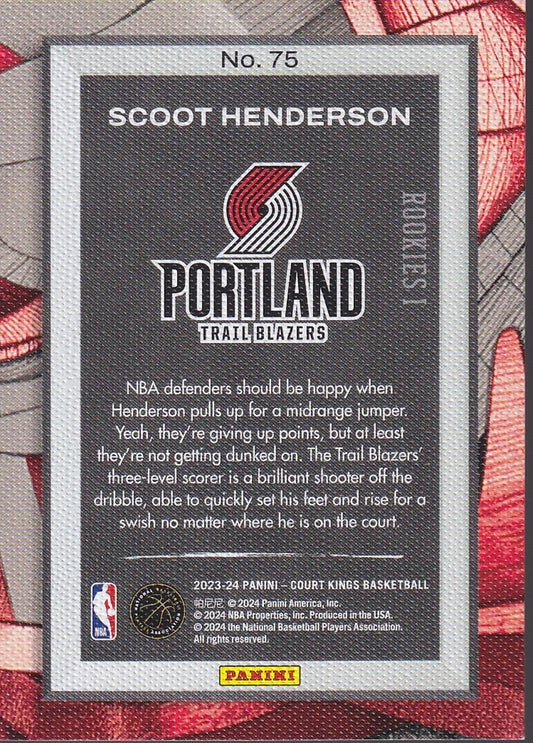 No. 75
SCOOT HENDERSON
ROOKIES I
PORTLAND
TRAIL BLAZERS
NBA defenders should be happy when
Henderson pulls up for a midrange jumper.
Yeah, they're giving up points, but at least
they're not getting dunked on. The Trail Blazers'
three-level scorer is a brilliant shooter off the
dribble, able to quickly set his feet and rise for a
swish no matter where he is on the court.
2023-24 PANINI – COURT KINGS BASKETBALL
帕尼尼 © 2024 Panini America, Inc.
© 2024 NBA Properties, Inc. Produced in the USA.
© 2024 the National Basketball Players Association.
All rights reserved.
NBA
PANINI